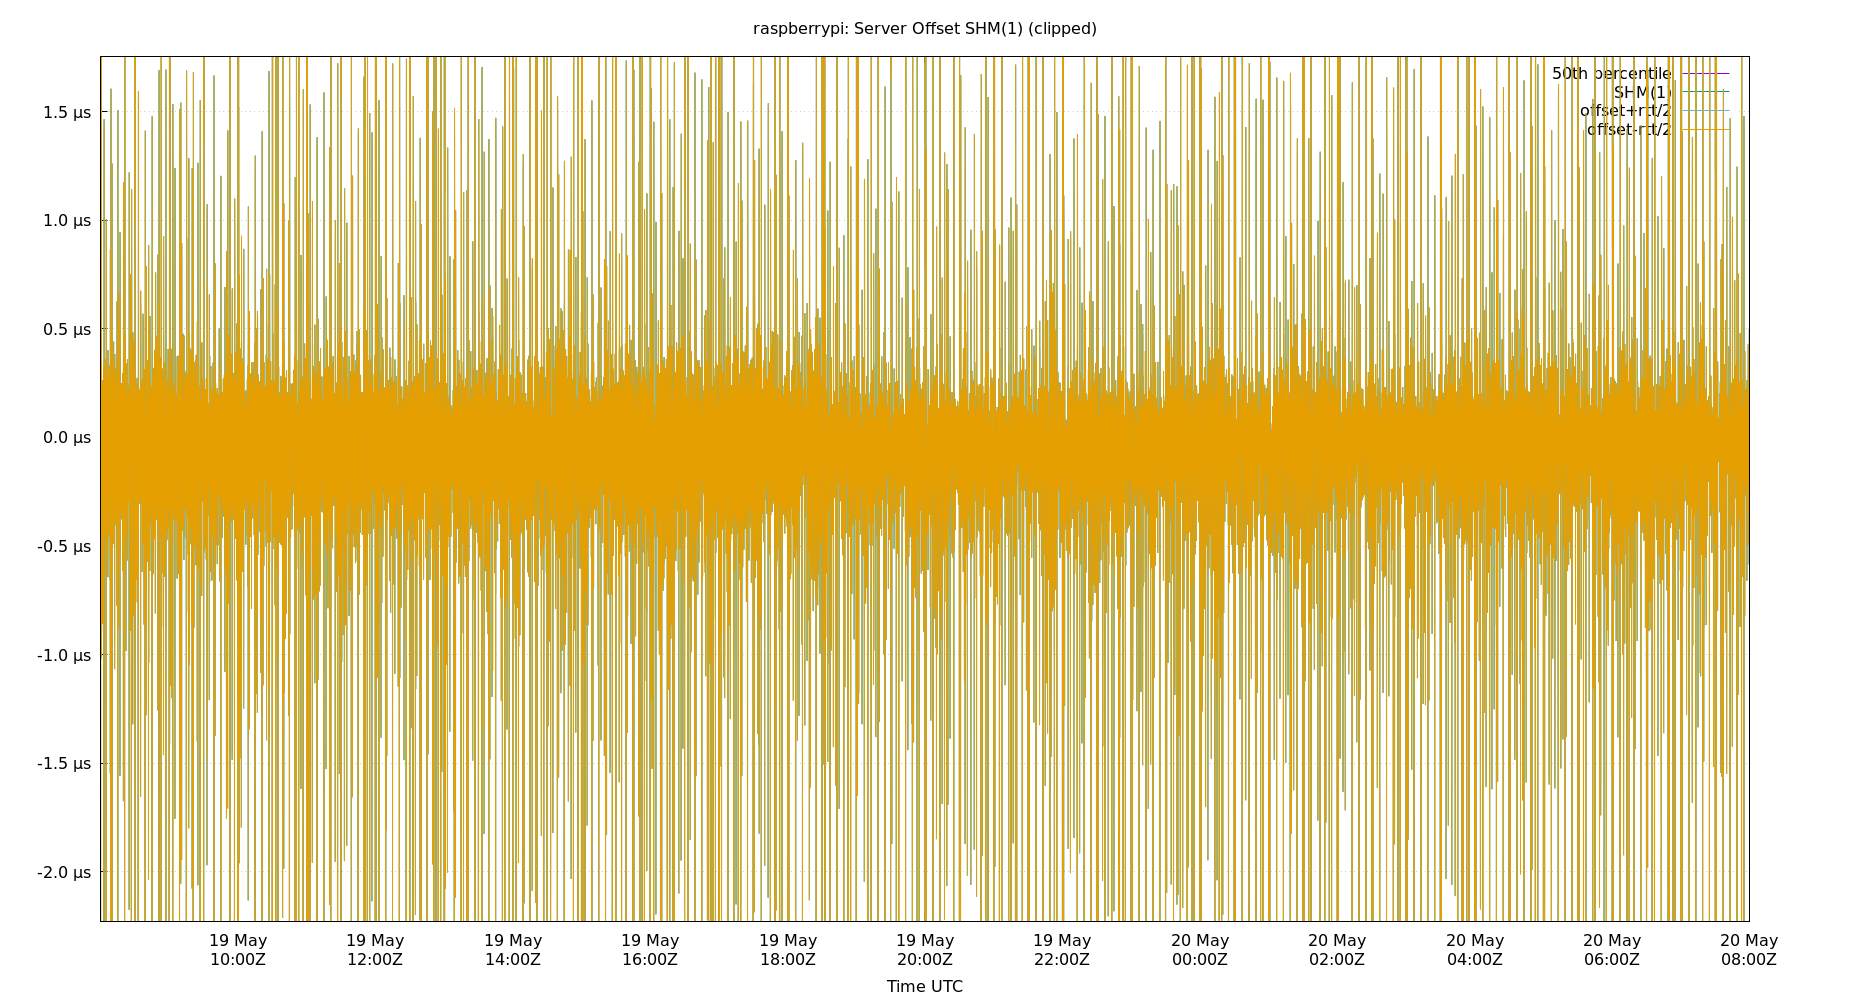 raspberrypi: Server Offset SHM(1) (clipped)
50th percentile
SHM(1)
offset+rtt/2
offset-rtt/2
1.5 µs
1.0 µs
0.5 µs
0.0 µs
-0.5 µs
-1.0 µs
-1.5 µs
-2.0 µs
19 May 19 May 19 May 19 May 19 May 19 May 19 May 20 May 20 May 20 May 20 May 20 May
10:00Z 12:00Z 14:00Z 16:00Z 18:00Z 20:00Z 22:00Z 00:00Z 02:00Z 04:00Z 06:00Z 08:00Z
Time UTC